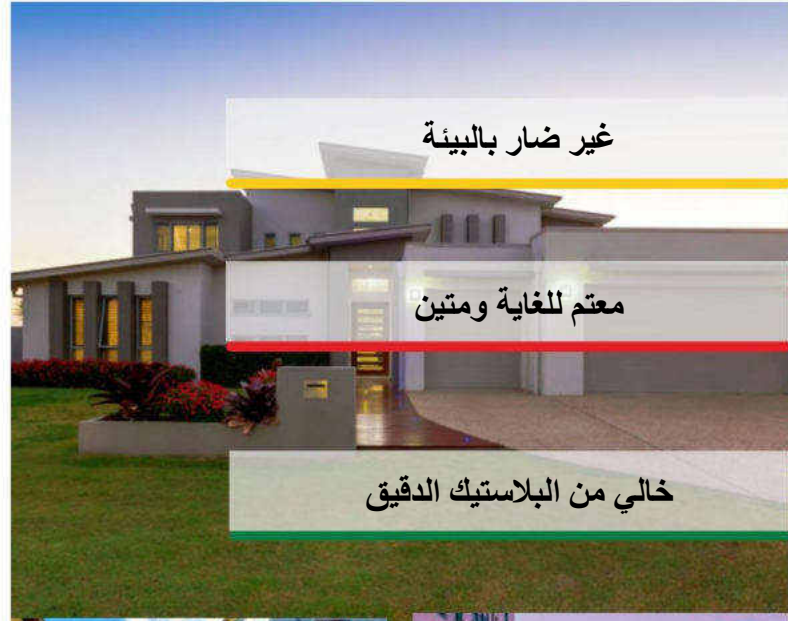 غير ضار بالبيئة
معتم للغاية ومتين
خالي من البلاستيك الدقيق